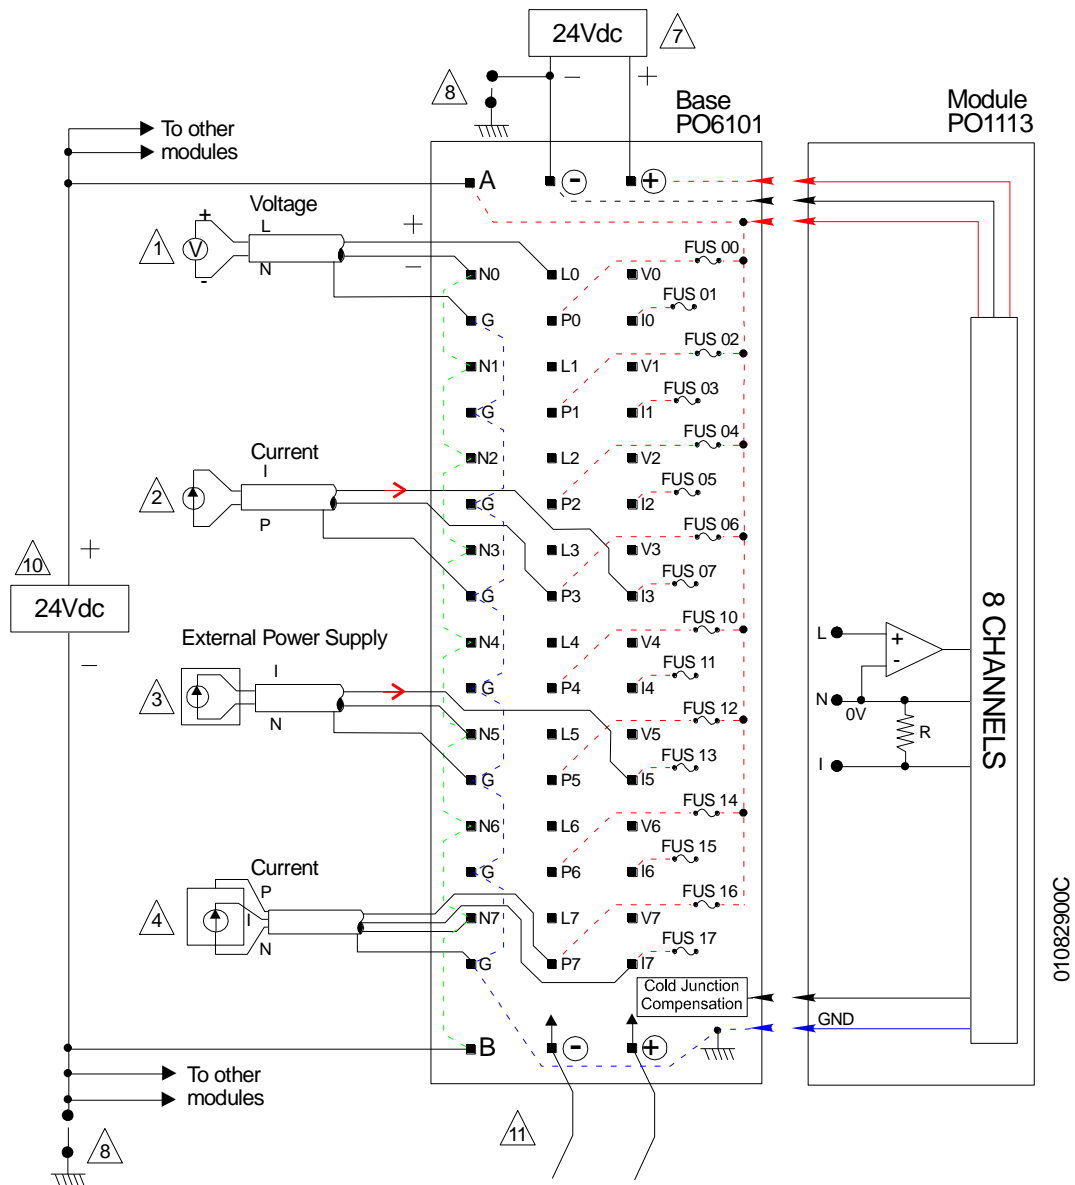 24Vdc
7
8
−
+
Base
PO6101
Module
PO1113
To other
modules
A
-
+
Voltage
L
N
1
+
V
-
+
−
N0
L0
V0
FUS 00
G
P0
I0
FUS 01
N1
L1
V1
FUS 02
G
P1
I1
FUS 03
N2
L2
V2
FUS 04
G
P2
I2
FUS 05
Current
I
P
2
N3
L3
V3
FUS 06
G
P3
I3
FUS 07
10
+
24Vdc
−
External Power Supply
I
N
3
N4
L4
V4
FUS 10
G
P4
I4
FUS 11
N5
L5
V5
FUS 12
G
P5
I5
FUS 13
N6
L6
V6
FUS 14
G
P6
I6
FUS 15
Current
P
I
N
4
N7
L7
V7
FUS 16
G
P7
I7
FUS 17
Cold Junction
Compensation
B
-
+
To other
modules
8
11
L
+
-
N
0V
R
I
8 CHANNELS
GND
01082900C